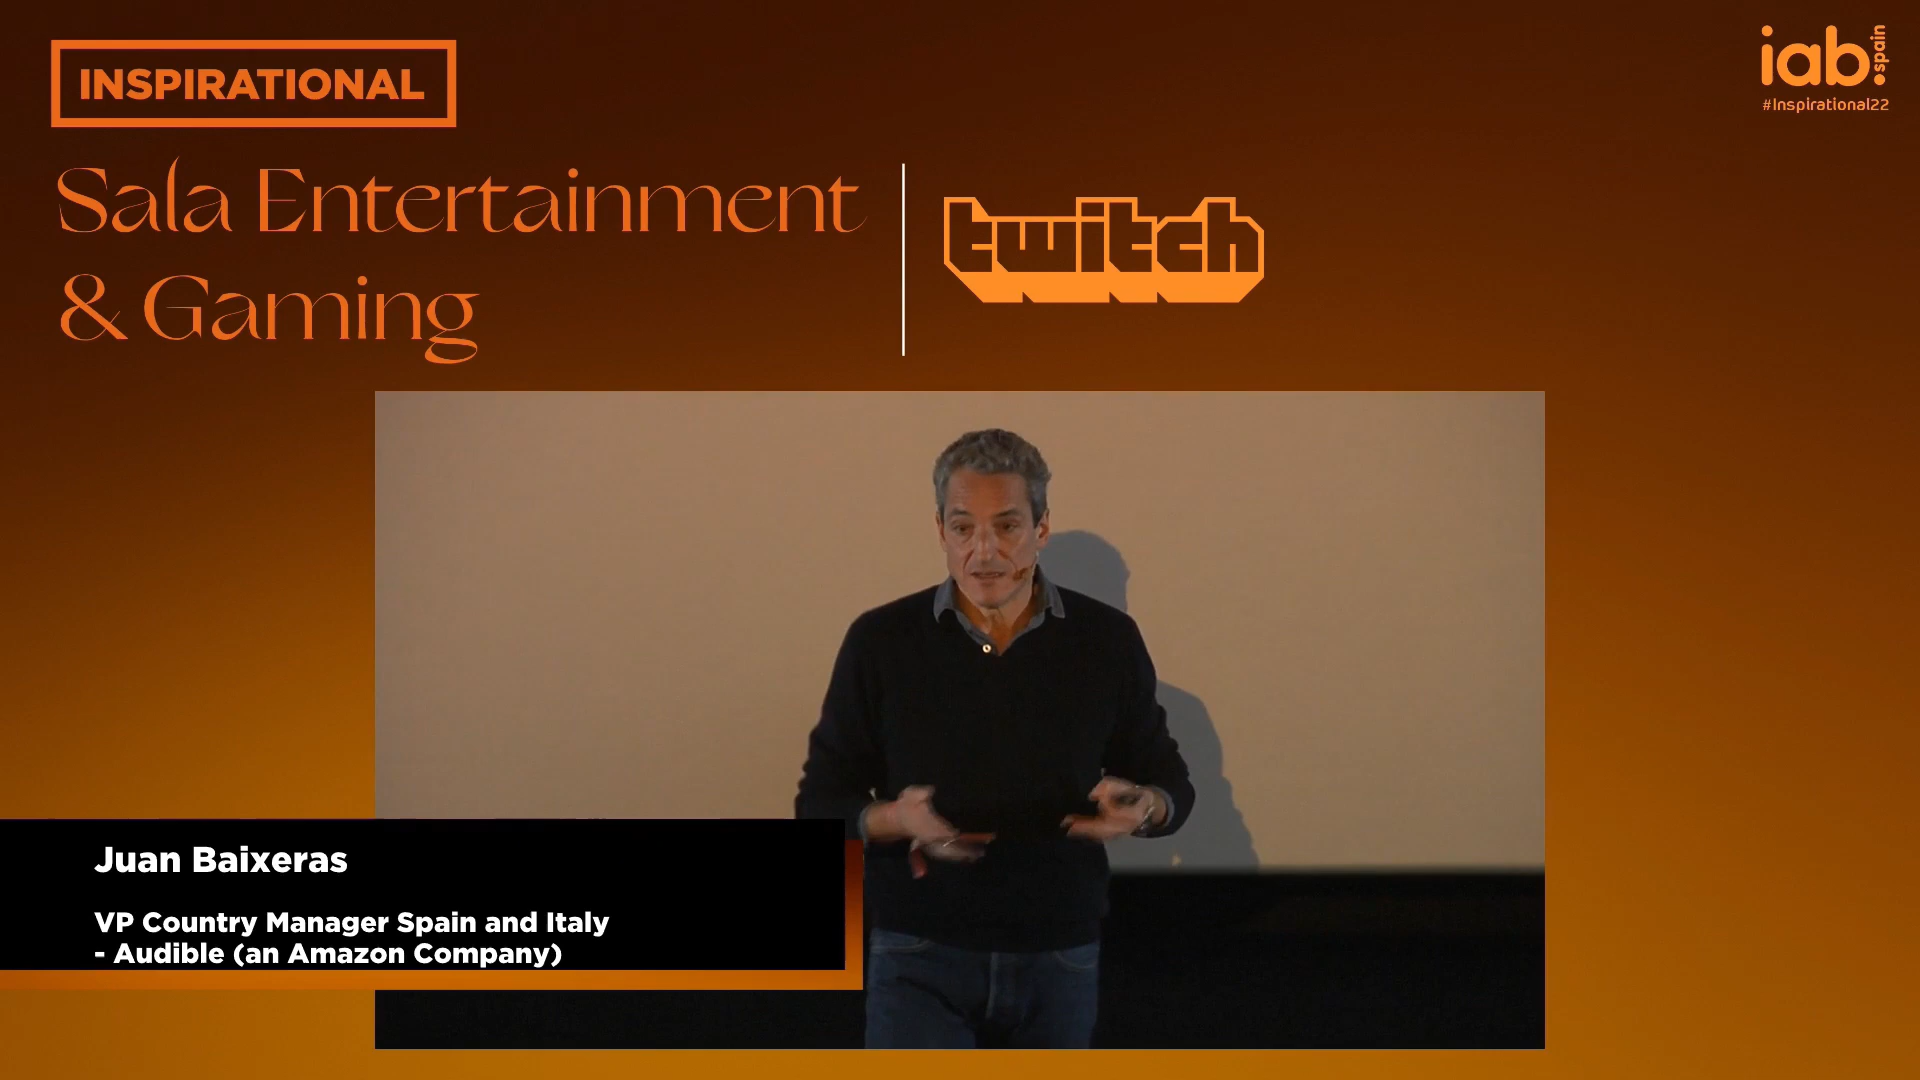 INSPIRATIONAL
iab.spain
#Inspirational22
Sala Entertainment
& Gaming
twitch
Juan Baixeras
VP Country Manager Spain and Italy
- Audible (an Amazon Company)